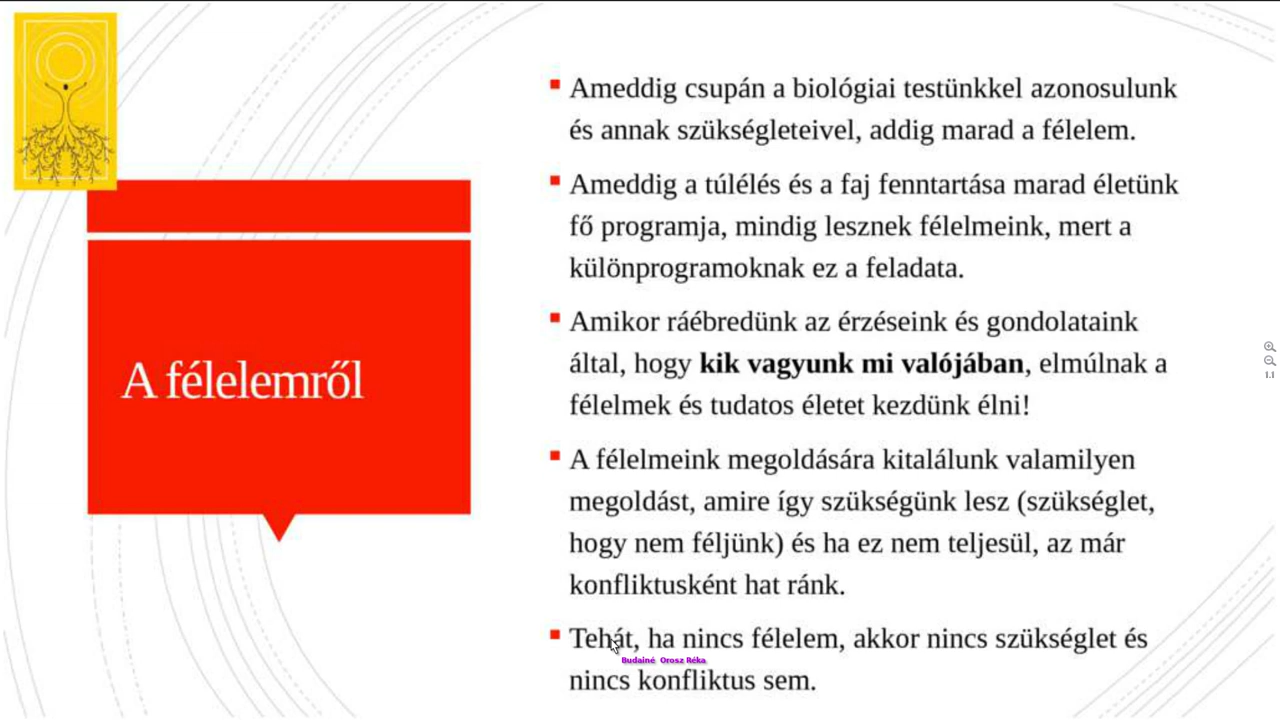 A félelemről
Ameddig csupán a biológiai testünkkel azonosulunk
és annak szükségleteivel, addig marad a félelem.
Ameddig a túlélés és a faj fenntartása marad életünk
fő programja, mindig lesznek félelmeink, mert a
különprogramoknak ez a feladata.
Amikor ráébredünk az érzéseink és gondolataink
által, hogy kik vagyunk mi valójában, elmúlnak a
félelmek és tudatos életet kezdünk élni!
A félelmeink megoldására kitalálunk valamilyen
megoldást, amire így szükségünk lesz (szükséglet,
hogy nem féljünk) és ha ez nem teljesül, az már
konfliktusként hat ránk.
Tehát, ha nincs félelem, akkor nincs szükséglet és
Budainé Orosz Réka
nincs konfliktus sem.
1:1